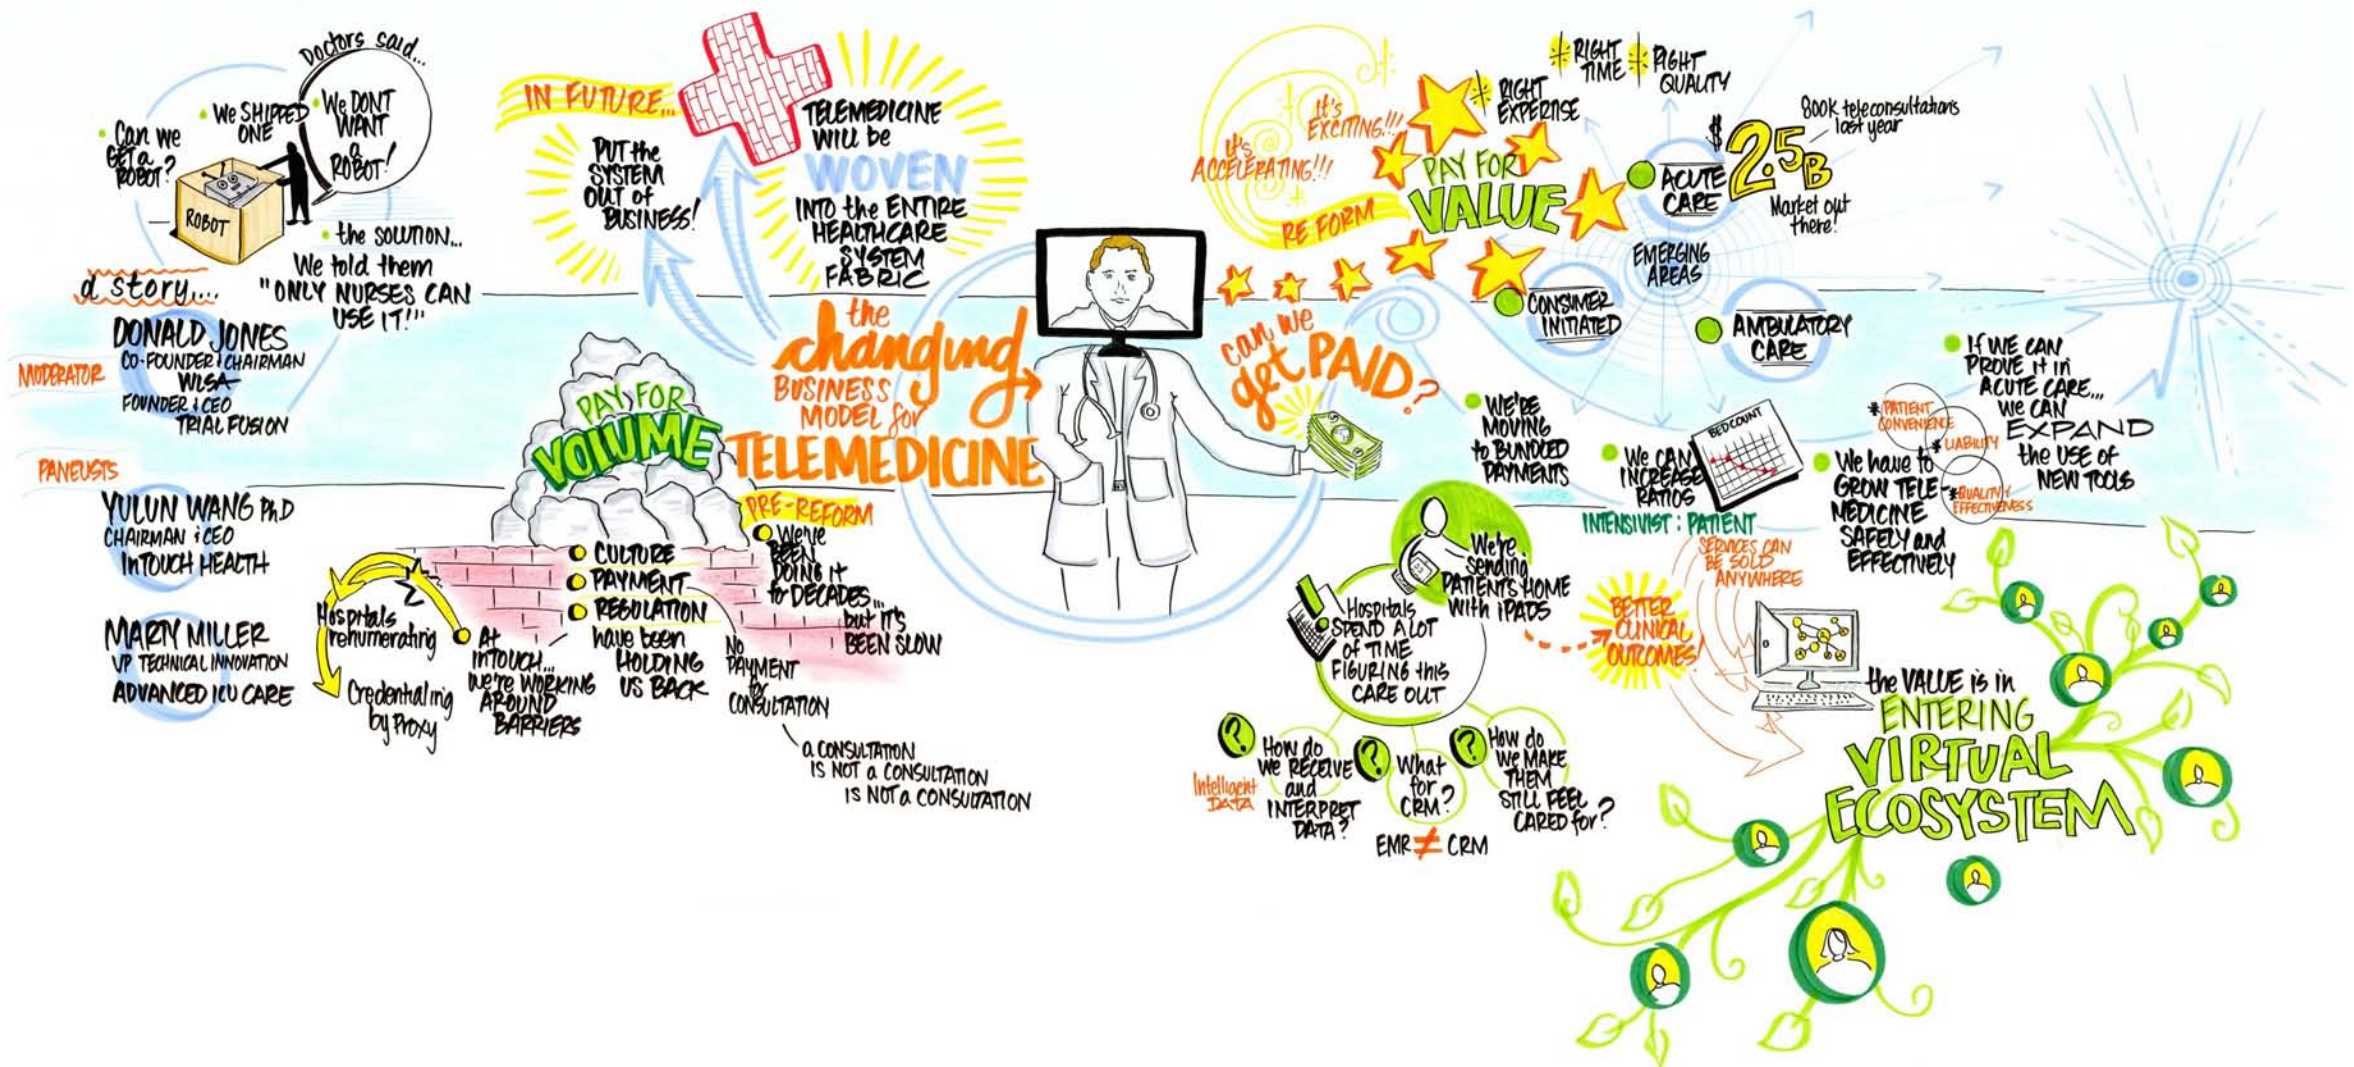 Doctors said...
Can we
GET a
ROBOT?
We SHIPPED
ONE
We DONT
WANT
a
ROBOT!
ROBOT
the SOLUTION...
We told them
"ONLY NURSES CAN
USE IT!"
a story....
MODERATOR
DONALD JONES
CO-FOUNDER & CHAIRMAN
WLSA
FOUNDER & CEO
TRIAL FUSION
PANELISTS
YULUN WANG PhD
CHAIRMAN & CEO
INTOUCH HEALTH
MARTY MILLER
VP TECHNICAL INNOVATION
ADVANCED ICU CARE
IN FUTURE...
PUT the
SYSTEM
OUT OF
BUSINESS!
TELEMEDICINE
WILL be
WOVEN
INTO the ENTIRE
HEALTHCARE
SYSTEM
FABRIC
the
changing
BUSINESS
MODEL for
TELEMEDICINE
PAY FOR
VOLUME
PRE-REFORM
We've
BEEN
DOING IT
for DECADES...
but it's
BEEN SLOW
CULTURE
PAYMENT
REGULATION
have been
HOLDING
US BACK
NO
PAYMENT
for
CONSULTATION
a CONSULTATION
IS NOT a CONSULTATION
IS NOT a CONSULTATION
At
INTOUCH...
We're WORKING
AROUND
BARRIERS
Hospitals
rehumerating
Credentialing
by Proxy
It's
EXCITING!!!
It's
ACCELERATING!!!
REFORM
PAY FOR
VALUE
RIGHT
EXPERTISE
RIGHT
TIME
RIGHT
QUALITY
can we
get PAID?
EMERGING
AREAS
ACUTE
CARE
$2.5B
800K teleconsultations
last year
Market out
there!
CONSUMER
INITIATED
AMBULATORY
CARE
WE'RE
MOVING
to BUNDLED
PAYMENTS
We CAN
INCREASE
RATIOS
INTENSIVIST : PATIENT
BED COUNT
If WE CAN
PROVE it in
ACUTE CARE...
we CAN
EXPAND
the USE of
NEW TOOLS
We have to
GROW TELE-
MEDICINE
SAFELY and
EFFECTIVELY
* PATIENT
CONVENIENCE
* LIABILITY
* QUALITY &
EFFECTIVENESS
We're
sending
PATIENTS HOME
with iPADS
Hospitals
SPEND A LOT
OF TIME
FIGURING this
CARE OUT
BETTER
CLINICAL
OUTCOMES!
SERVICES CAN
BE SOLD
ANYWHERE
? How do
we RECEIVE
and
INTERPRET
DATA?
Intelligent
DATA
? What
for
CRM?
EMR ≠ CRM
? How do
we MAKE
THEM
STILL FEEL
CARED for?
the VALUE is in
ENTERING
VIRTUAL
ECOSYSTEM